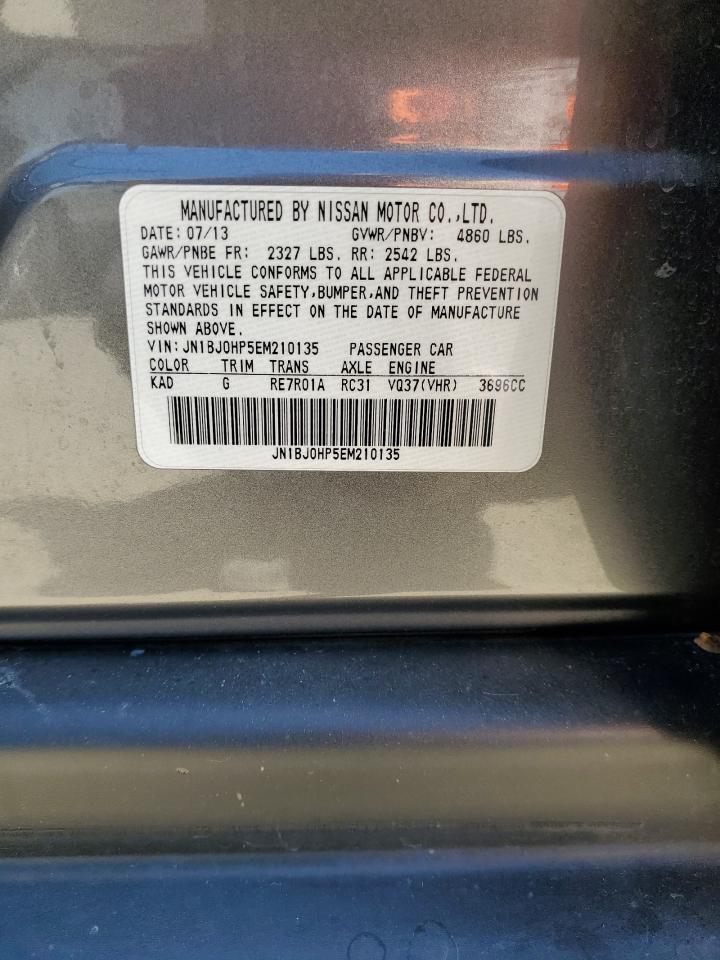 MANUFACTURED BY NISSAN MOTOR CO.,LTD.
DATE: 07/13 GVWR/PNBV: 4860 LBS.
GAWR/PNBE FR: 2327 LBS. RR: 2542 LBS.
THIS VEHICLE CONFORMS TO ALL APPLICABLE FEDERAL
MOTOR VEHICLE SAFETY,BUMPER,AND THEFT PREVENTION
STANDARDS IN EFFECT ON THE DATE OF MANUFACTURE
SHOWN ABOVE.
VIN: JN1BJ0HP5EM210135 PASSENGER CAR
COLOR TRIM TRANS AXLE ENGINE
KAD G RE7R01A RC31 VQ37(VHR) 3696CC
JN1BJ0HP5EM210135